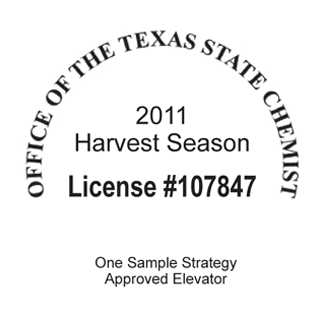 OFFICE OF THE TEXAS STATE CHEMIST
2011
Harvest Season
License #107847
One Sample Strategy
Approved Elevator